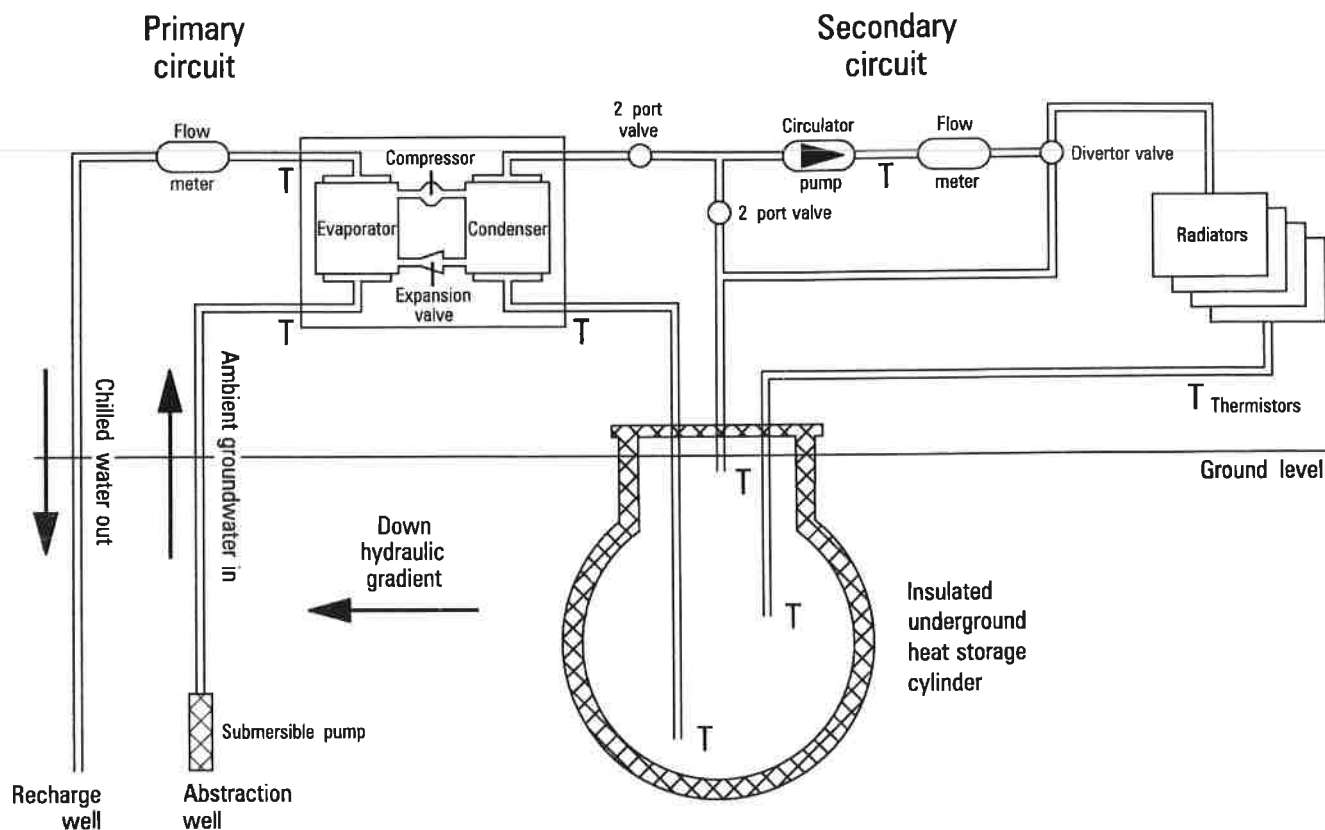 Primary
circuit
Secondary
circuit
Flow
meter
T
Compressor
Evaporator
Condenser
Expansion
valve
T
T
2 port
valve
Circulator
pump
T
Flow
meter
Divertor valve
2 port valve
Radiators
T Thermistors
Chilled water out
Ambient groundwater in
Ground level
Down
hydraulic
gradient
T
T
T
Insulated
underground
heat storage
cylinder
Submersible pump
Recharge
well
Abstraction
well